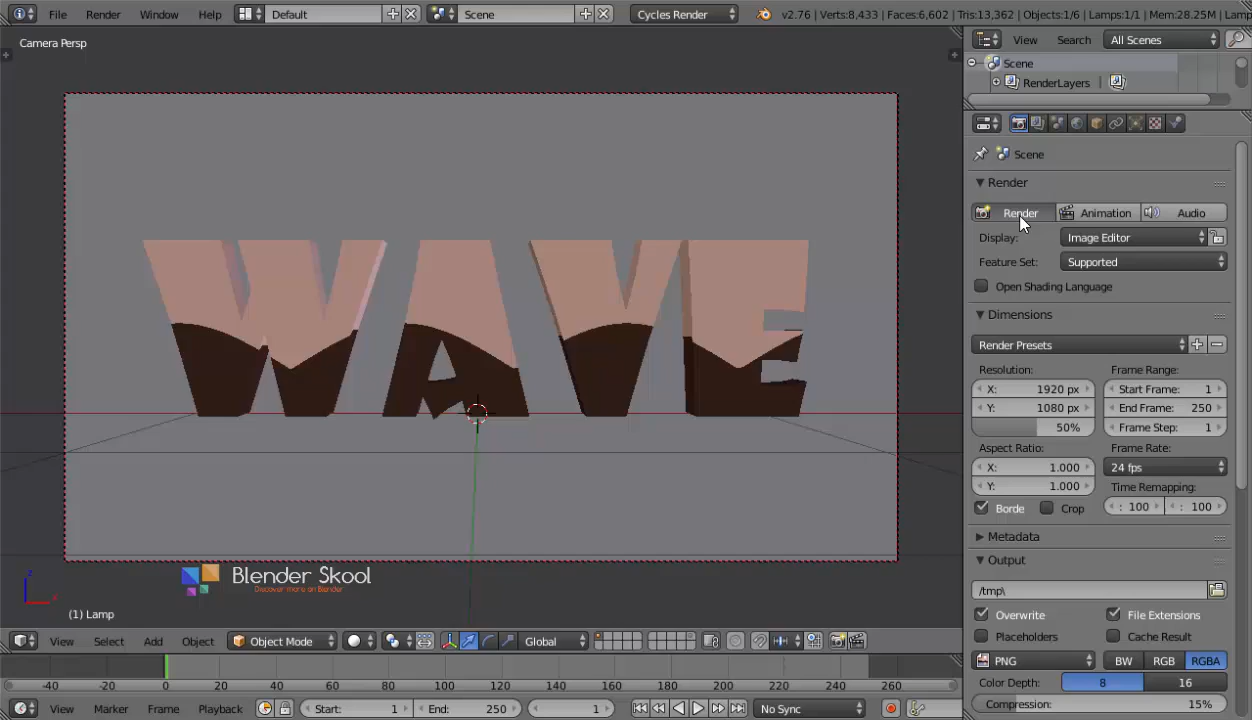 File Render Window Help Default Scene Cycles Render v2.76 | Verts:8,433 | Faces:6,602 | Tris:13,362 | Objects:1/6 | Lamps:1/1 | Mem:28.25M | Lamp
Camera Persp
View Search All Scenes
Scene
RenderLayers
Scene
Render
Render Animation Audio
Display: Image Editor
Feature Set: Supported
Open Shading Language
Dimensions
Render Presets
Resolution: Frame Range:
X: 1920 px Start Frame: 1
Y: 1080 px End Frame: 250
50% Frame Step: 1
Aspect Ratio: Frame Rate:
X: 1.000 24 fps
Y: 1.000 Time Remapping:
Borde Crop : 100 : 100
Metadata
Output
/tmp\
Overwrite File Extensions
Placeholders Cache Result
PNG BW RGB RGBA
Color Depth: 8 16
Compression: 15%
WAVE
Blender Skool
Discover more on Blender
z
x
(1) Lamp
View Select Add Object Object Mode Global
-40 -20 0 20 40 60 80 100 120 140 160 180 200 220 240 260
View Marker Frame Playback Start: 1 End: 250 1 No Sync